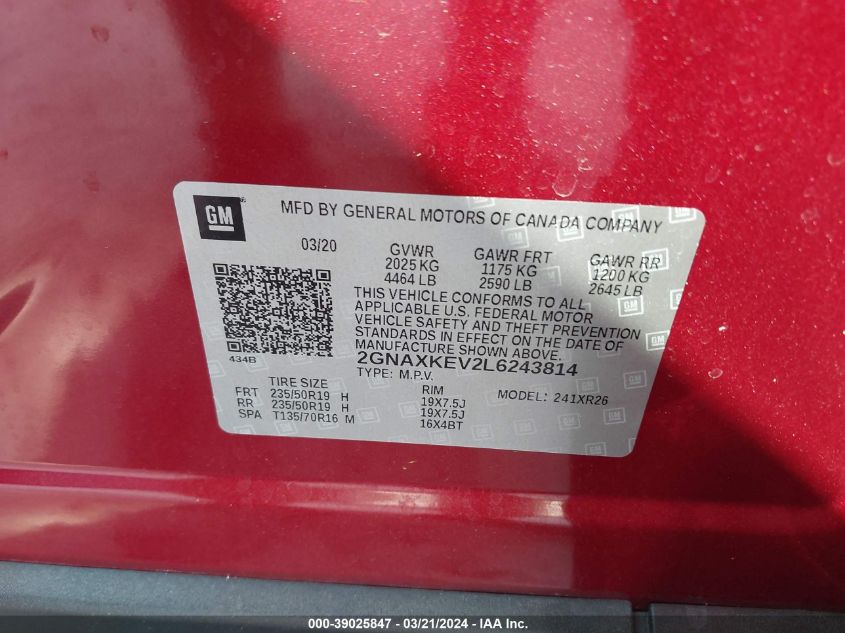 GM
MFD BY GENERAL MOTORS OF CANADA COMPANY
03/20 GVWR GAWR FRT GAWR RR
2025 KG 1175 KG 1200 KG
4464 LB 2590 LB 2645 LB
THIS VEHICLE CONFORMS TO ALL
APPLICABLE U.S. FEDERAL MOTOR
VEHICLE SAFETY AND THEFT PREVENTION
STANDARDS IN EFFECT ON THE DATE OF
MANUFACTURE SHOWN ABOVE.
434B
2GNAXKEV2L6243814
TYPE: M.P.V.
TIRE SIZE RIM MODEL: 241XR26
FRT 235/50R19 H 19X7.5J
RR 235/50R19 H 19X7.5J
SPA T135/70R16 M 16X4BT
000-39025847 - 03/21/2024 - IAAI.com